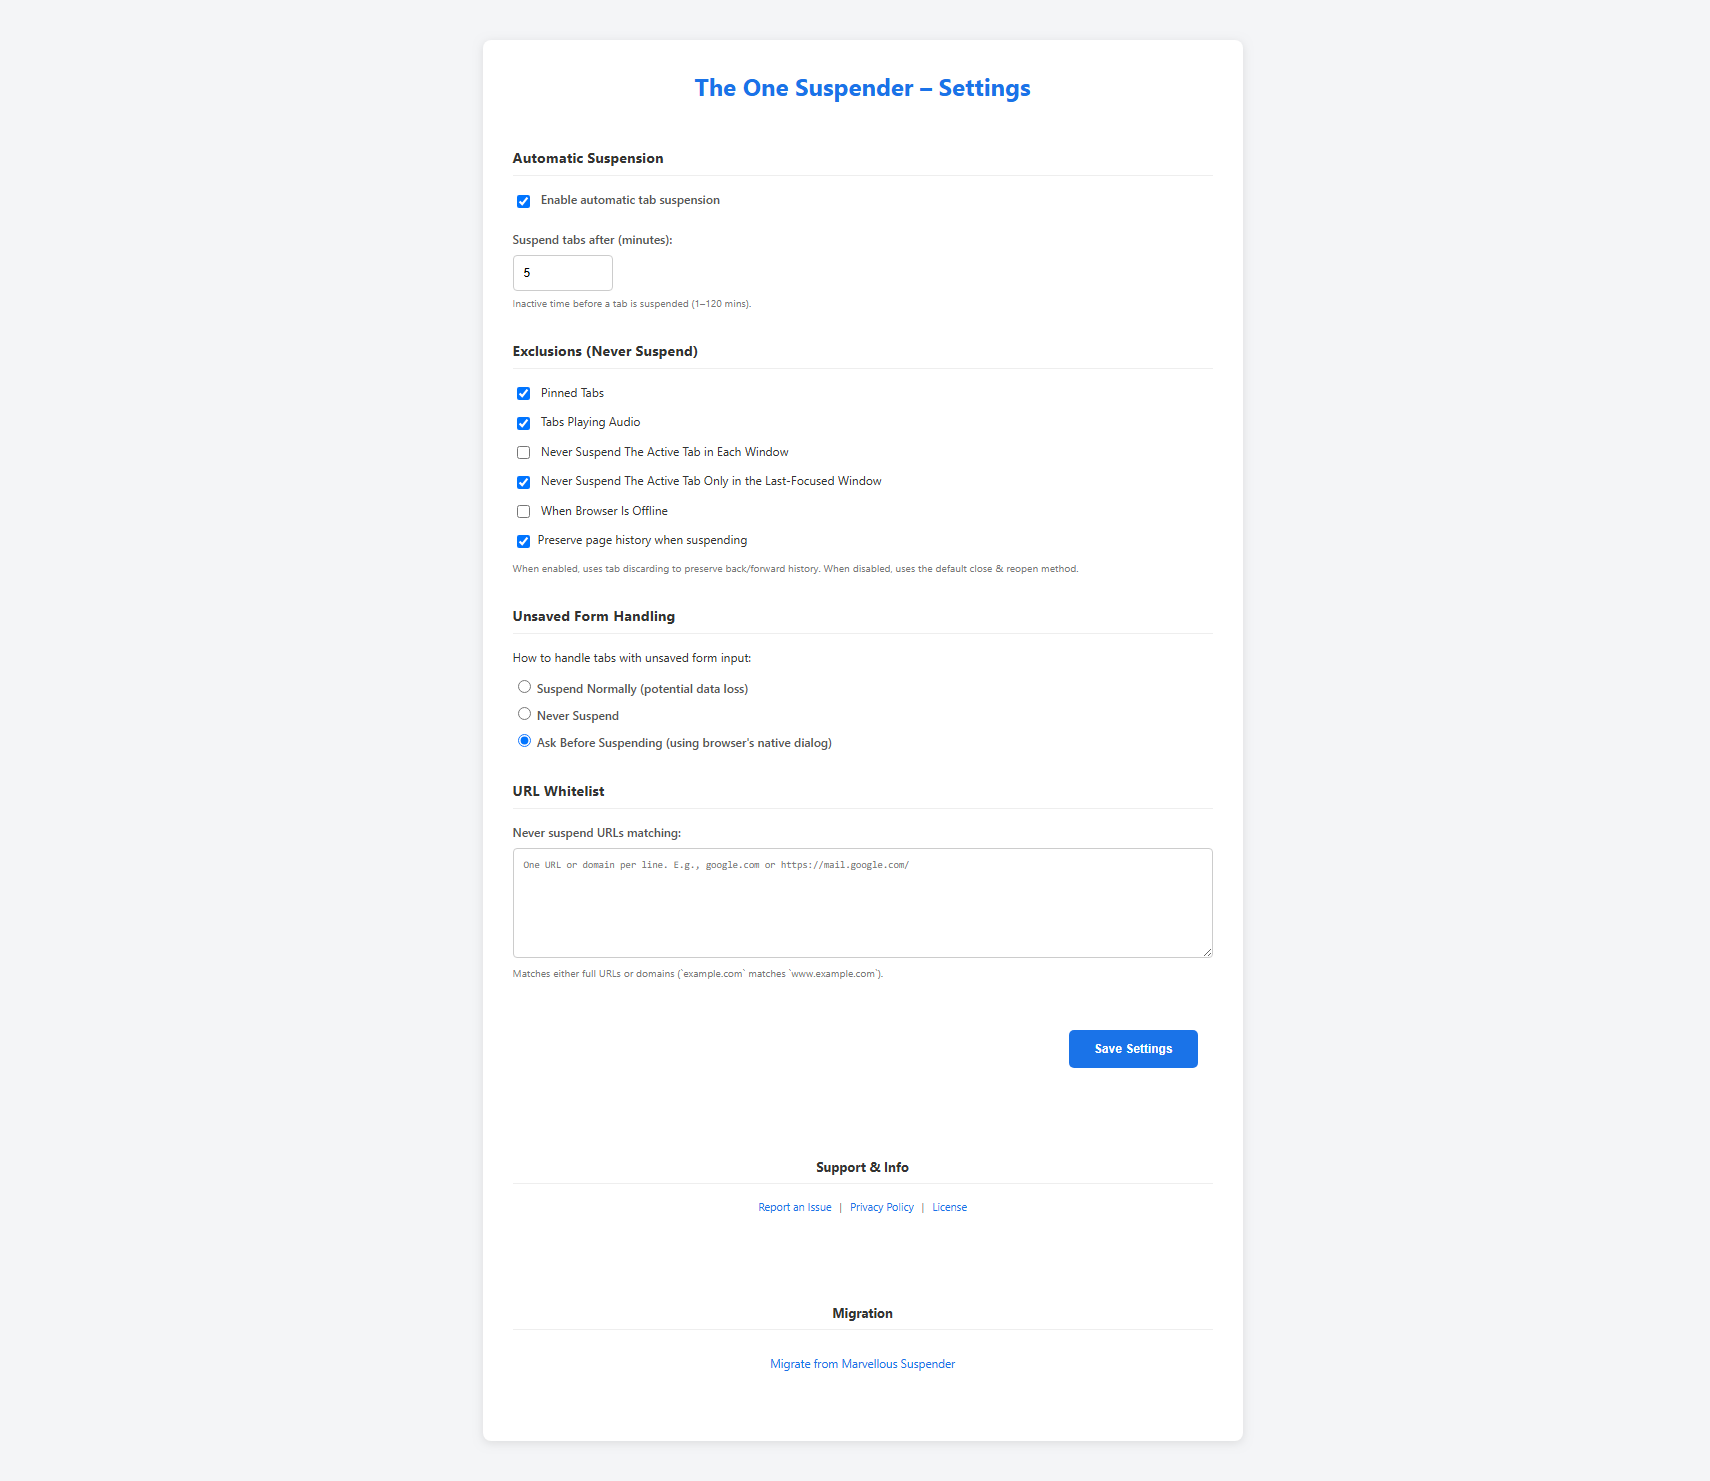 The One Suspender – Settings
Automatic Suspension
Enable automatic tab suspension
Suspend tabs after (minutes):
5
Inactive time before a tab is suspended (1–120 mins).
Exclusions (Never Suspend)
Pinned Tabs
Tabs Playing Audio
Never Suspend The Active Tab in Each Window
Never Suspend The Active Tab Only in the Last-Focused Window
When Browser Is Offline
Preserve page history when suspending
When enabled, uses tab discarding to preserve back/forward history. When disabled, uses the default close & reopen method.
Unsaved Form Handling
How to handle tabs with unsaved form input:
Suspend Normally (potential data loss)
Never Suspend
Ask Before Suspending (using browser's native dialog)
URL Whitelist
Never suspend URLs matching:
One URL or domain per line. E.g., google.com or https://mail.google.com/
Matches either full URLs or domains (`example.com` matches `www.example.com`).
Save Settings
Support & Info
Report an Issue | Privacy Policy | License
Migration
Migrate from Marvellous Suspender